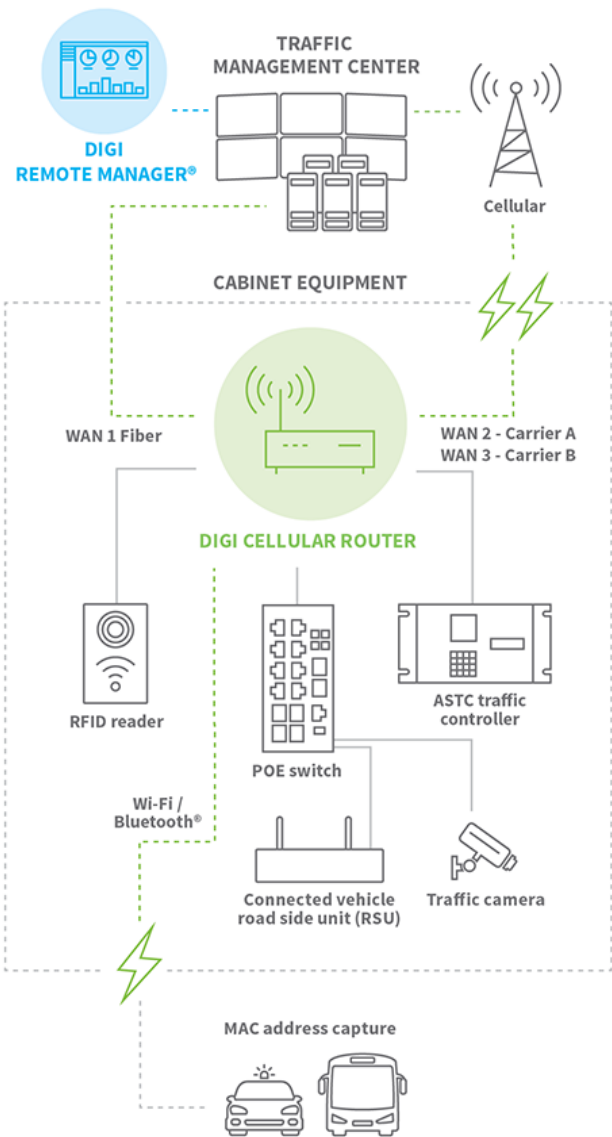 TRAFFIC
MANAGEMENT CENTER
DIGI
REMOTE MANAGER®
Cellular
CABINET EQUIPMENT
WAN 1 Fiber
WAN 2 - Carrier A
WAN 3 - Carrier B
DIGI CELLULAR ROUTER
RFID reader
ASTC traffic
controller
POE switch
Wi-Fi /
Bluetooth®
Connected vehicle
road side unit (RSU)
Traffic camera
MAC address capture